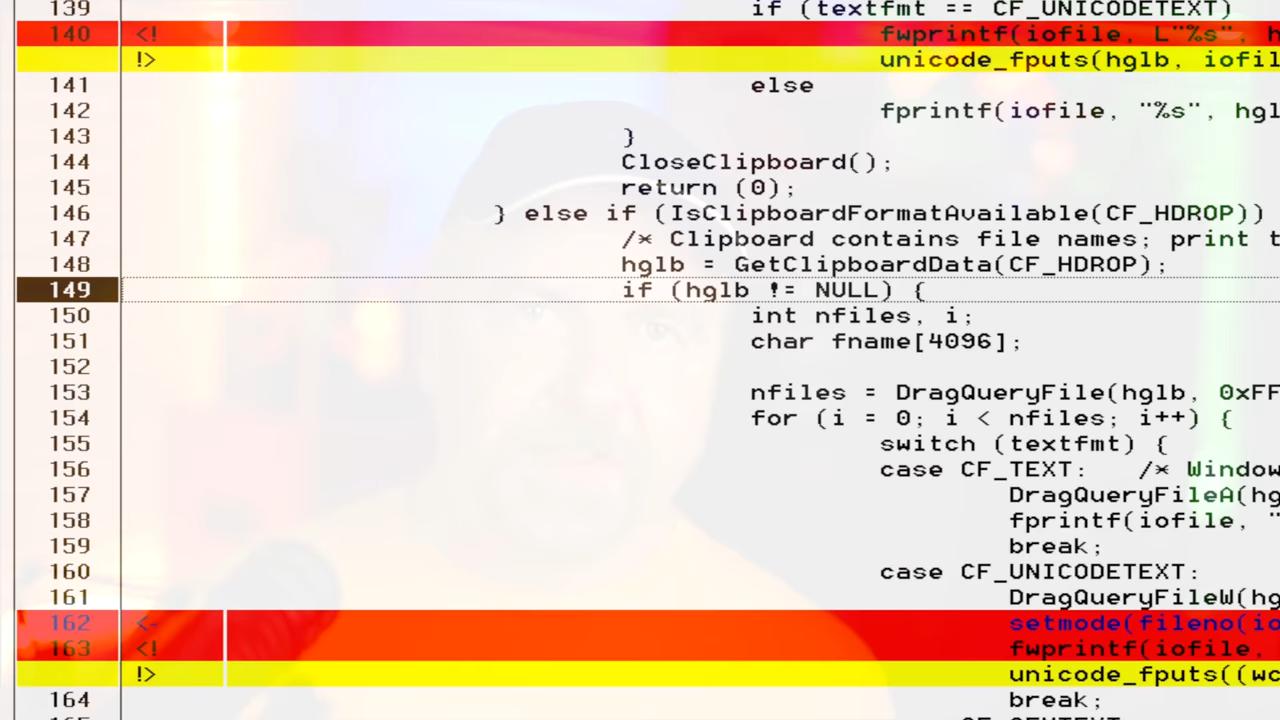 139 if (textfmt == CF_UNICODETEXT)
140 <! fwprintf(iofile, L"%s", h
!> unicode_fputs(hglb, iofil
141 else
142 fprintf(iofile, "%s", hgl
143 }
144 CloseClipboard();
145 return (0);
146 } else if (IsClipboardFormatAvailable(CF_HDROP))
147 /* Clipboard contains file names; print t
148 hglb = GetClipboardData(CF_HDROP);
149 if (hglb != NULL) {
150 int nfiles, i;
151 char fname[4096];
152
153 nfiles = DragQueryFile(hglb, 0xFF
154 for (i = 0; i < nfiles; i++) {
155 switch (textfmt) {
156 case CF_TEXT: /* Window
157 DragQueryFileA(hg
158 fprintf(iofile, "
159 break;
160 case CF_UNICODETEXT:
161 DragQueryFileW(hg
162 <- setmode(fileno(io
163 <! fwprintf(iofile,
!> unicode_fputs((wc
164 break;